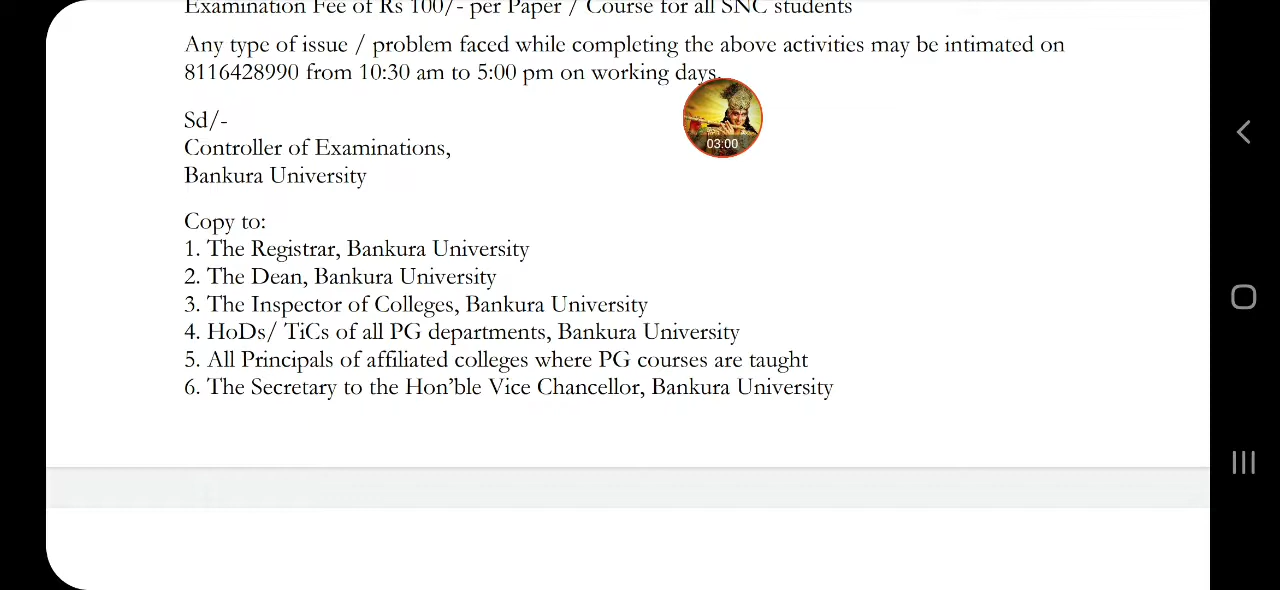 Examination Fee of Rs 100/- per Paper / Course for all SNC students
Any type of issue / problem faced while completing the above activities may be intimated on
8116428990 from 10:30 am to 5:00 pm on working days.
03:00
Sd/-
Controller of Examinations,
Bankura University
Copy to:
1. The Registrar, Bankura University
2. The Dean, Bankura University
3. The Inspector of Colleges, Bankura University
4. HoDs/ TiCs of all PG departments, Bankura University
5. All Principals of affiliated colleges where PG courses are taught
6. The Secretary to the Hon’ble Vice Chancellor, Bankura University